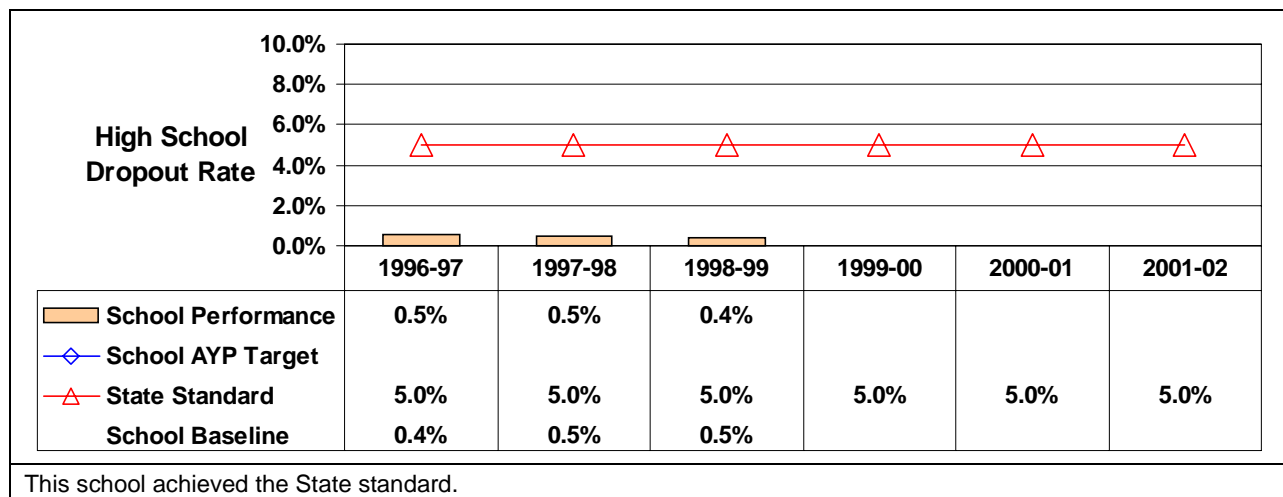 10.0%
8.0%
6.0%
4.0%
2.0%
0.0%
High School
Dropout Rate
1996-97 1997-98 1998-99 1999-00 2000-01 2001-02
School Performance 0.5% 0.5% 0.4%
School AYP Target
State Standard 5.0% 5.0% 5.0% 5.0% 5.0% 5.0%
School Baseline 0.4% 0.5% 0.5%
This school achieved the State standard.